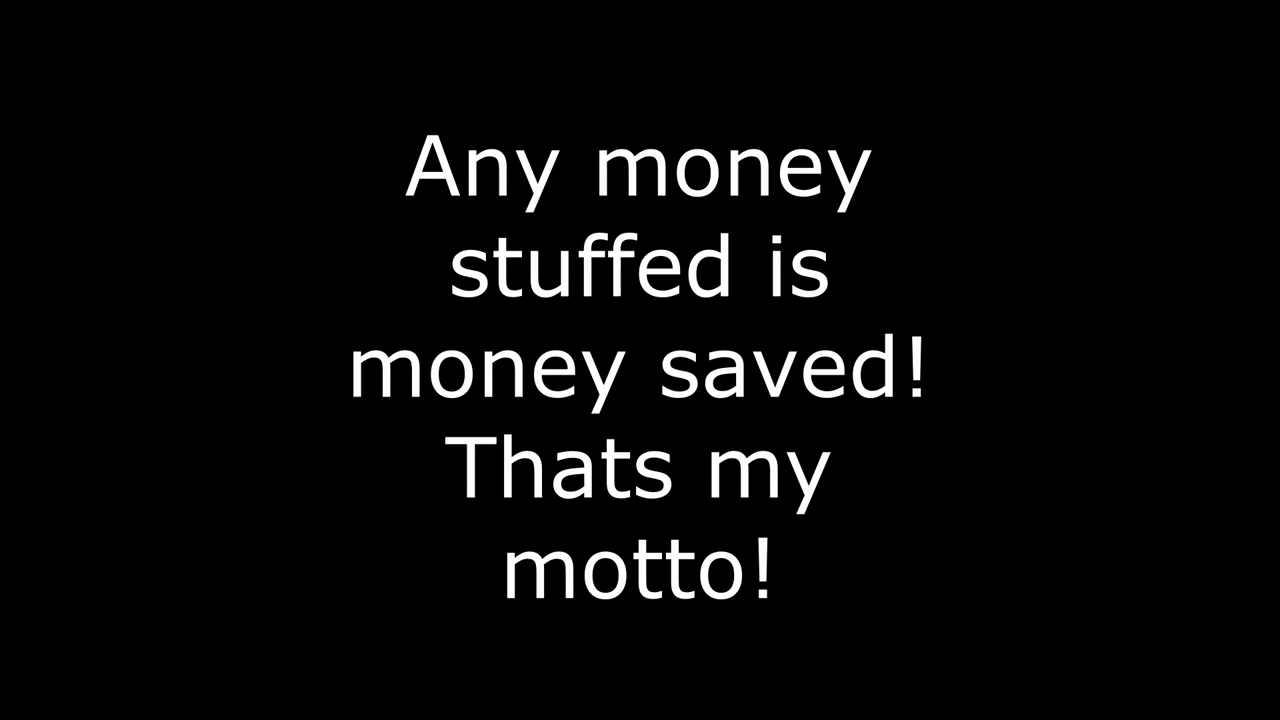 Any money
stuffed is
money saved!
Thats my
motto!